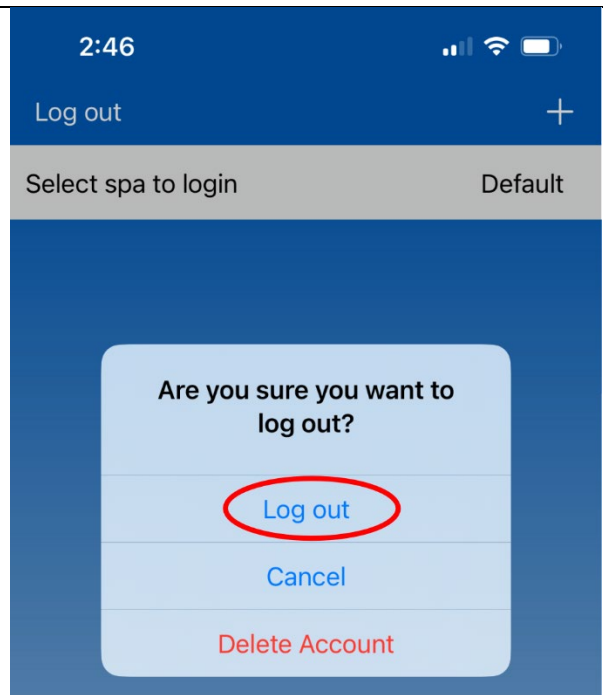 2:46
Log out +
Select spa to login Default
Are you sure you want to
log out?
Log out
Cancel
Delete Account